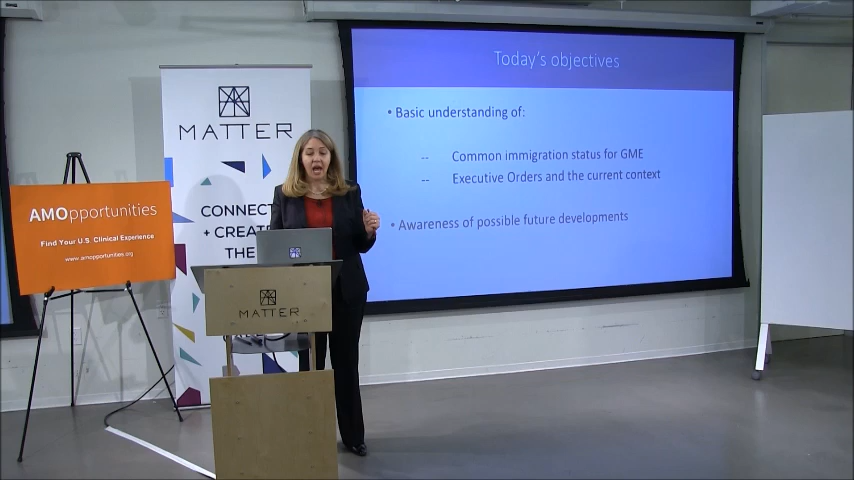 Today's objectives
• Basic understanding of:
-- Common immigration status for GME
-- Executive Orders and the current context
• Awareness of possible future developments
MATTER
CONNECT
+ CREATE
THE
AMOpportunities
Find Your U.S. Clinical Experience
www.amopportunities.org
MATTER